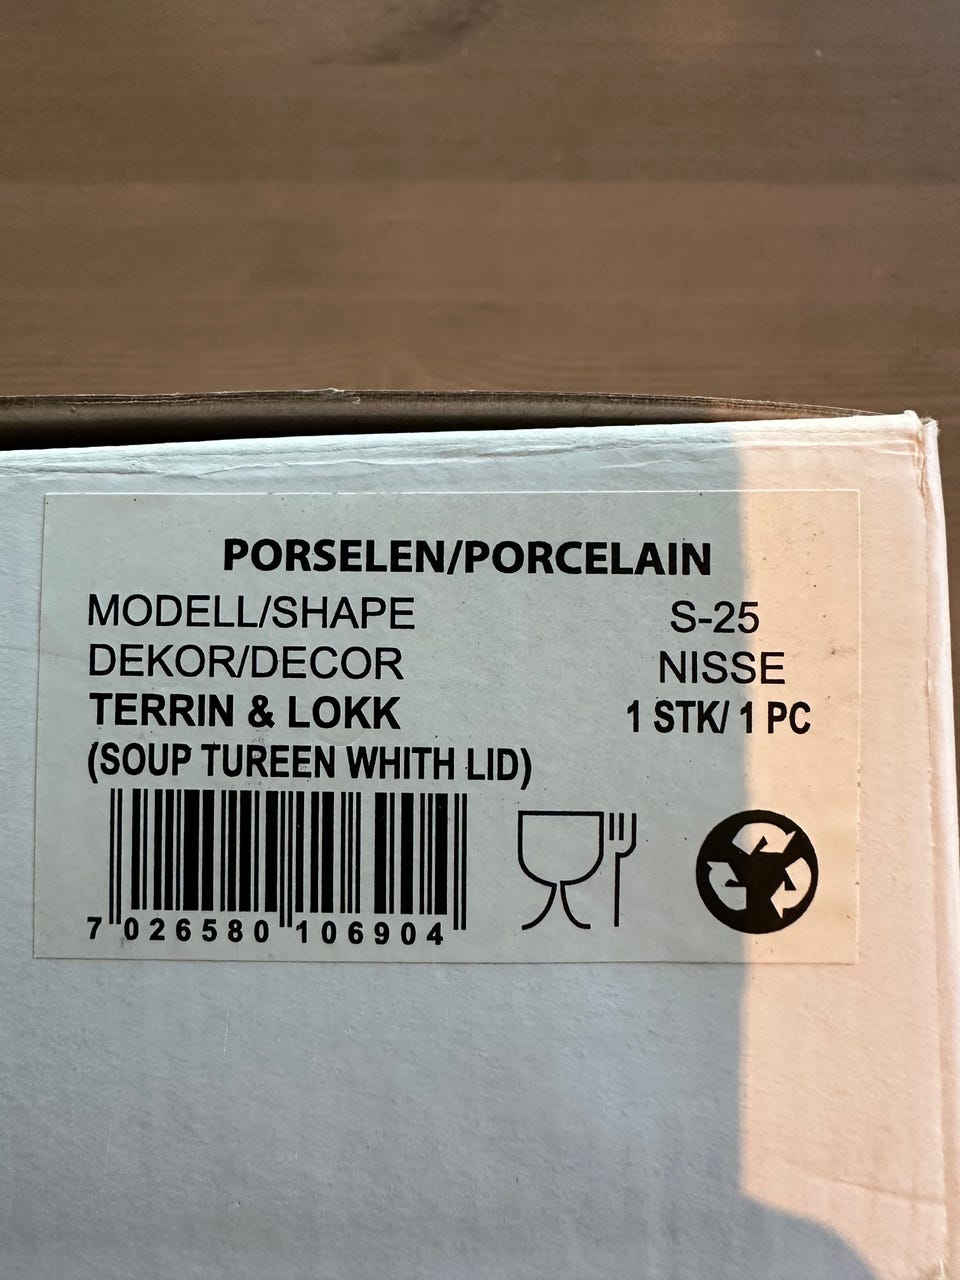 PORSELEN/PORCELAIN
MODELL/SHAPE S-25
DEKOR/DECOR NISSE
TERRIN & LOKK 1 STK/ 1 PC
(SOUP TUREEN WHITH LID)
7 026580 106904